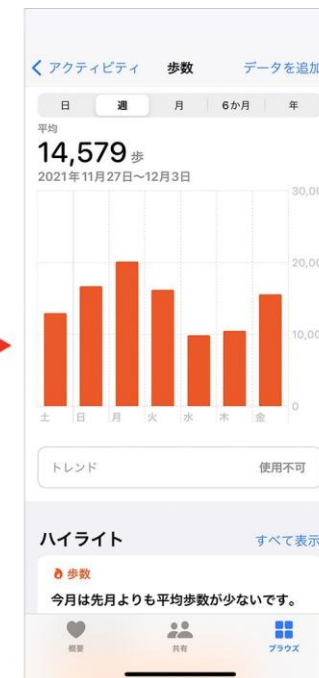 アクティビティ 歩数 データを追加
日 週 月 6か月 年
平均
14,579 歩
2021年11月27日〜12月3日
30,00
20,00
10,00
0
土 日 月 火 水 木 金
トレンド 使用不可
ハイライト すべて表示
歩数
今月は先月よりも平均歩数が少ないです。
概要 共有 ブラウズ